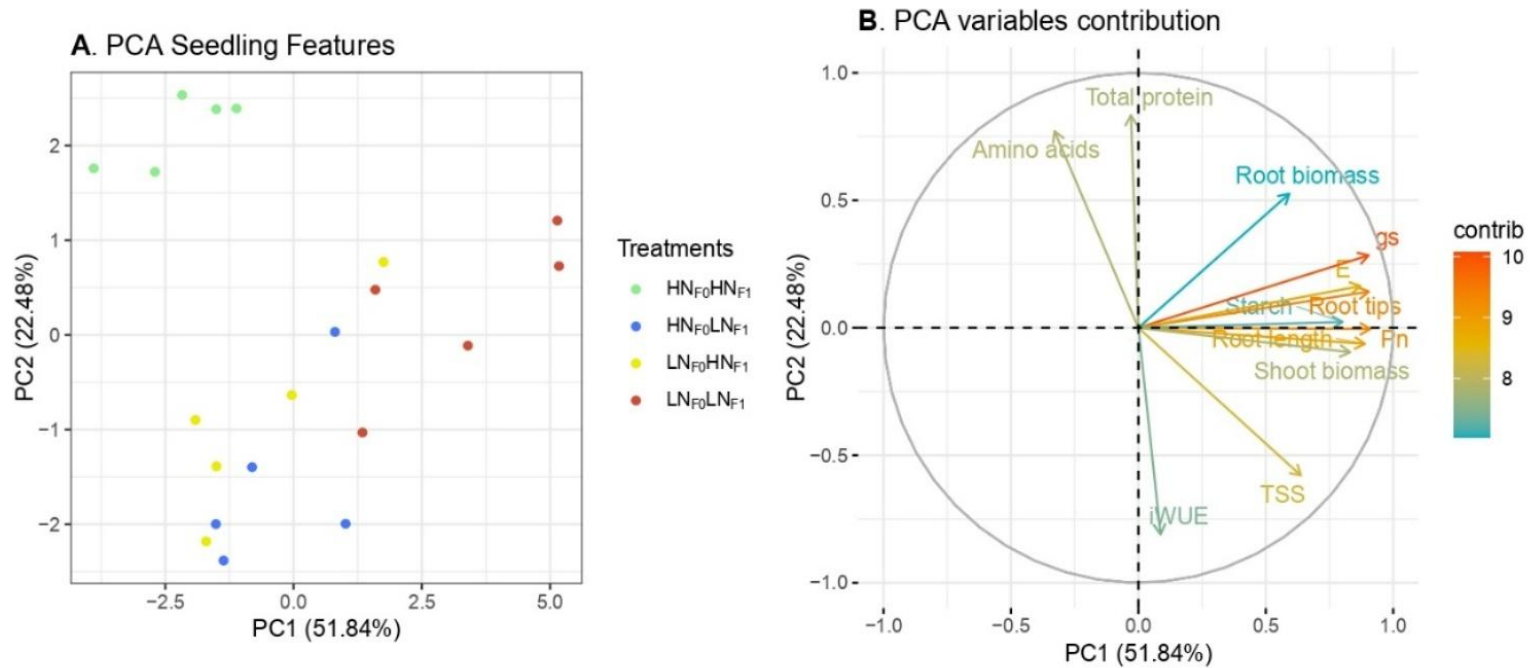 A. PCA Seedling Features
2
1
0
−1
−2
PC2 (22.48%)
−2.5 0.0 2.5 5.0
PC1 (51.84%)
Treatments
HNF0HNF1
HNF0LNF1
LNF0HNF1
LNF0LNF1
B. PCA variables contribution
1.0
0.5
0.0
−0.5
−1.0
PC2 (22.48%)
Total protein
Amino acids
Root biomass
gs
E
Starch
Root tips
Root length
Pn
Shoot biomass
TSS
iWUE
−1.0 −0.5 0.0 0.5 1.0
PC1 (51.84%)
contrib
10
9
8